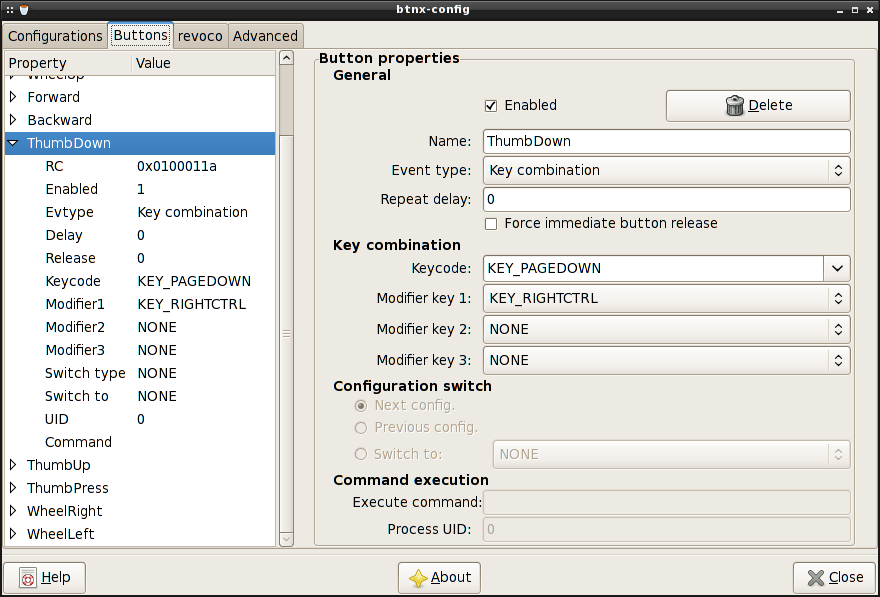 btnx-config
Configurations Buttons revoco Advanced
Property Value
WheelUp
Forward
Backward
ThumbDown
RC 0x0100011a
Enabled 1
Evtype Key combination
Delay 0
Release 0
Keycode KEY_PAGEDOWN
Modifier1 KEY_RIGHTCTRL
Modifier2 NONE
Modifier3 NONE
Switch type NONE
Switch to NONE
UID 0
Command
ThumbUp
ThumbPress
WheelRight
WheelLeft
Button properties
General
Enabled Delete
Name: ThumbDown
Event type: Key combination
Repeat delay: 0
Force immediate button release
Key combination
Keycode: KEY_PAGEDOWN
Modifier key 1: KEY_RIGHTCTRL
Modifier key 2: NONE
Modifier key 3: NONE
Configuration switch
Next config.
Previous config.
Switch to: NONE
Command execution
Execute command:
Process UID: 0
Help About Close